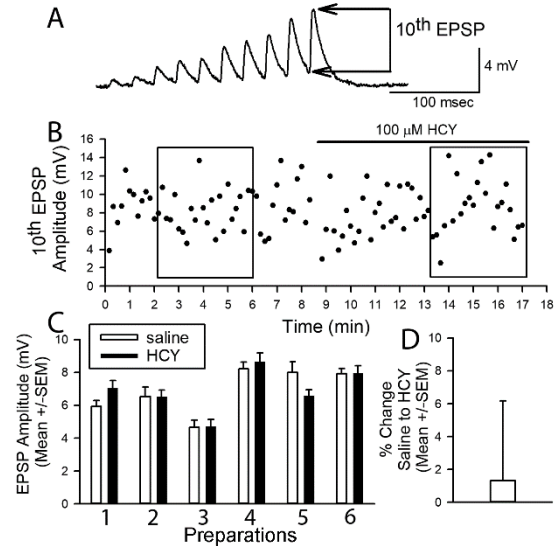 A
10th EPSP
4 mV
100 msec
B
100 µM HCY
10th EPSP
Amplitude (mV)
16
14
12
10
8
6
4
2
0
0 1 2 3 4 5 6 7 8 9 10 11 12 13 14 15 16 17 18
Time (min)
C
saline
HCY
EPSP Amplitude (mV)
(Mean +/-SEM)
10
8
6
4
2
0
1 2 3 4 5 6
Preparations
D
% Change
Saline to HCY
(Mean +/-SEM)
10
8
6
4
2
0